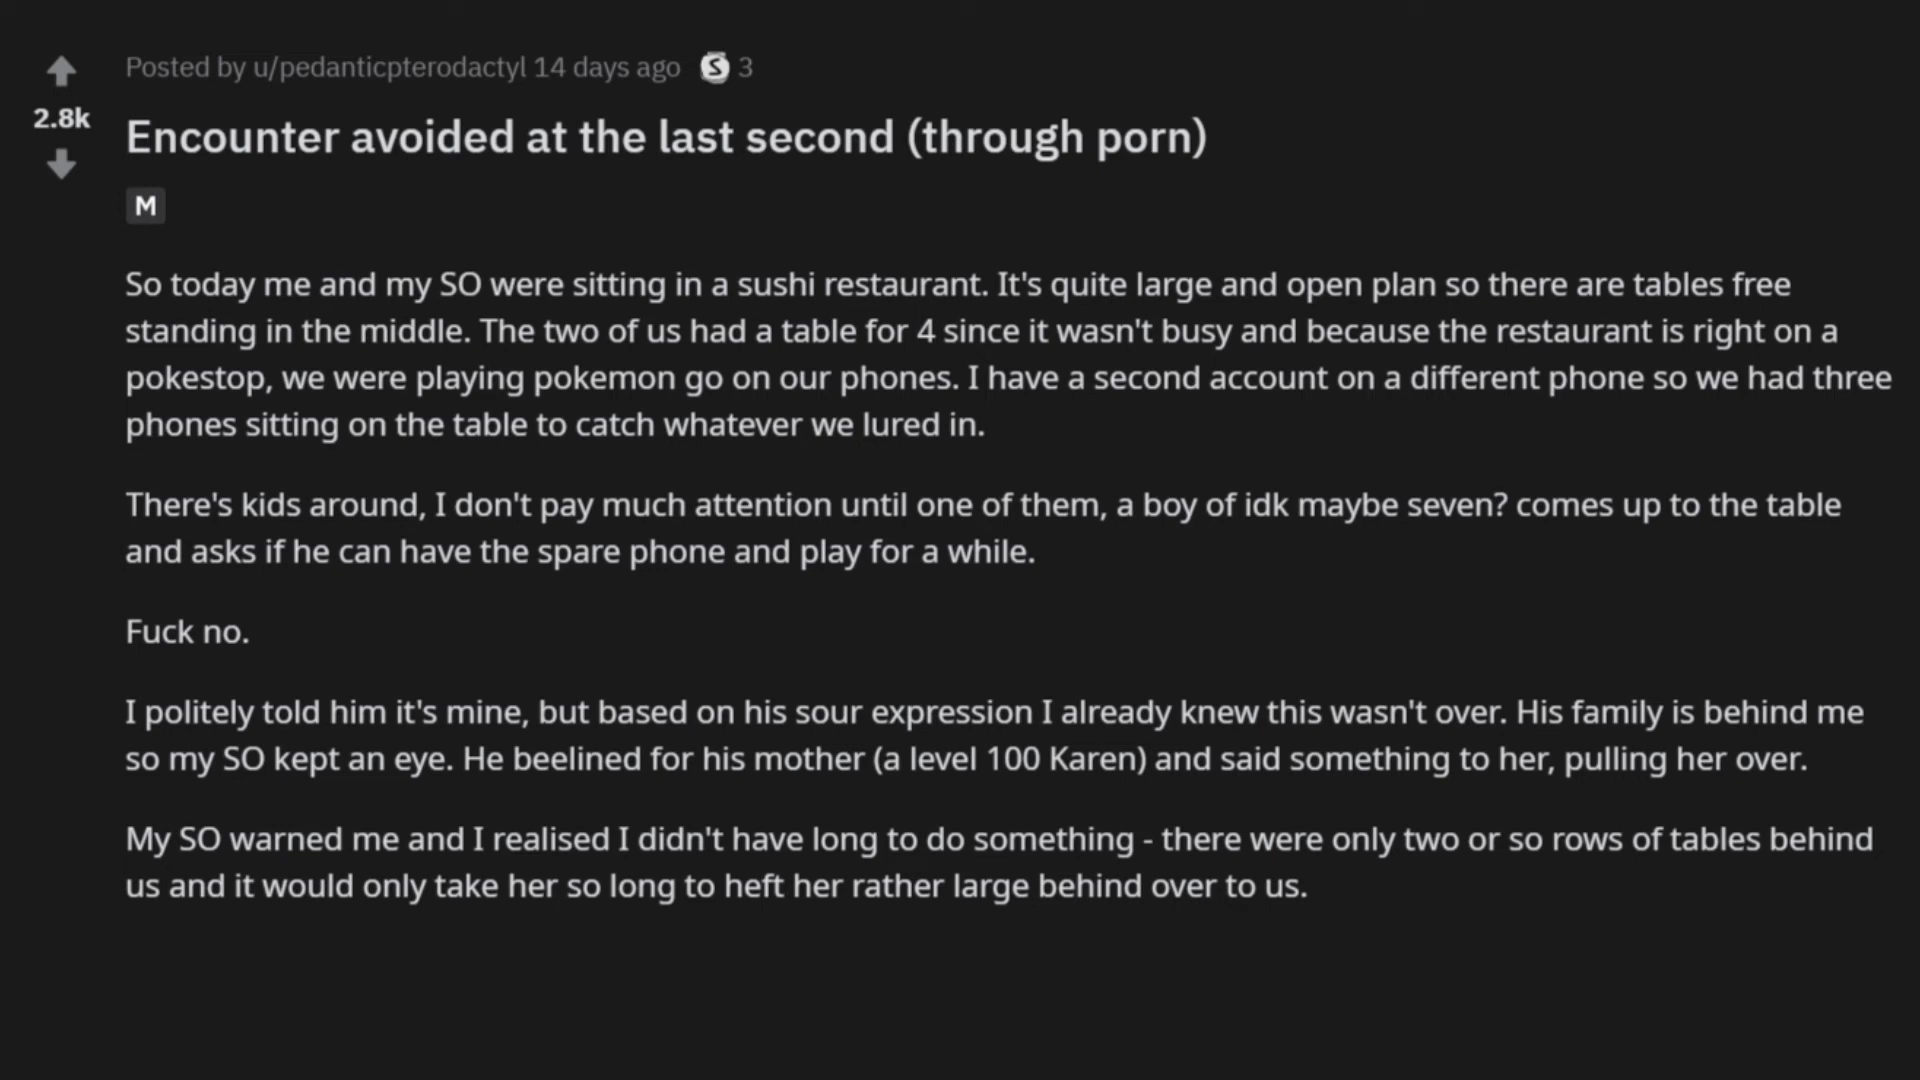 Posted by u/pedanticpterodactyl 14 days ago S 3
2.8k
Encounter avoided at the last second (through porn)
M
So today me and my SO were sitting in a sushi restaurant. It's quite large and open plan so there are tables free
standing in the middle. The two of us had a table for 4 since it wasn't busy and because the restaurant is right on a
pokestop, we were playing pokemon go on our phones. I have a second account on a different phone so we had three
phones sitting on the table to catch whatever we lured in.
There's kids around, I don't pay much attention until one of them, a boy of idk maybe seven? comes up to the table
and asks if he can have the spare phone and play for a while.
Fuck no.
I politely told him it's mine, but based on his sour expression I already knew this wasn't over. His family is behind me
so my SO kept an eye. He beelined for his mother (a level 100 Karen) and said something to her, pulling her over.
My SO warned me and I realised I didn't have long to do something - there were only two or so rows of tables behind
us and it would only take her so long to heft her rather large behind over to us.